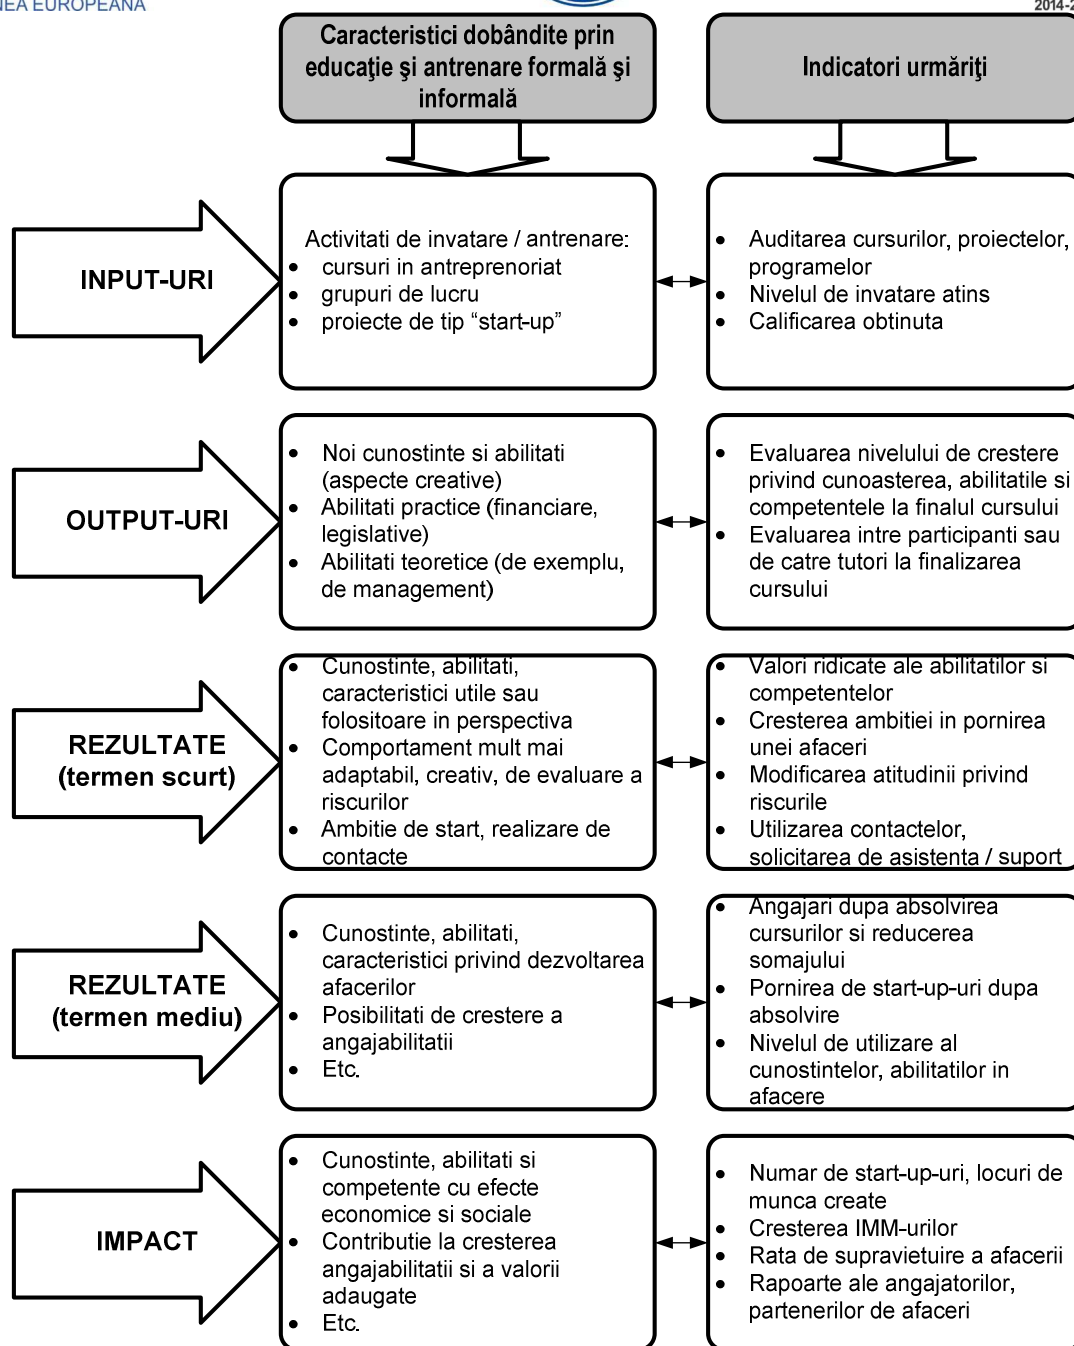 EA EUROPEANĂ
2014-2
Caracteristici dobândite prin
educaţie şi antrenare formală şi
informală
Indicatori urmăriţi
INPUT-URI
Activitati de invatare / antrenare:
• cursuri in antreprenoriat
• grupuri de lucru
• proiecte de tip “start-up”
• Auditarea cursurilor, proiectelor,
programelor
• Nivelul de invatare atins
• Calificarea obtinuta
OUTPUT-URI
• Noi cunostinte si abilitati
(aspecte creative)
• Abilitati practice (financiare,
legislative)
• Abilitati teoretice (de exemplu,
de management)
• Evaluarea nivelului de crestere
privind cunoasterea, abilitatile si
competentele la finalul cursului
• Evaluarea intre participanti sau
de catre tutori la finalizarea
cursului
REZULTATE
(termen scurt)
• Cunostinte, abilitati,
caracteristici utile sau
folositoare in perspectiva
• Comportament mult mai
adaptabil, creativ, de evaluare a
riscurilor
• Ambitie de start, realizare de
contacte
• Valori ridicate ale abilitatilor si
competentelor
• Cresterea ambitiei in pornirea
unei afaceri
• Modificarea atitudinii privind
riscurile
• Utilizarea contactelor,
solicitarea de asistenta / suport
REZULTATE
(termen mediu)
• Cunostinte, abilitati,
caracteristici privind dezvoltarea
afacerilor
• Posibilitati de crestere a
angajabilitatii
• Etc.
• Angajari dupa absolvirea
cursurilor si reducerea
somajului
• Pornirea de start-up-uri dupa
absolvire
• Nivelul de utilizare al
cunostintelor, abilitatilor in
afacere
IMPACT
• Cunostinte, abilitati si
competente cu efecte
economice si sociale
• Contributie la cresterea
angajabilitatii si a valorii
adaugate
• Etc.
• Numar de start-up-uri, locuri de
munca create
• Cresterea IMM-urilor
• Rata de supravietuire a afacerii
• Rapoarte ale angajatorilor,
partenerilor de afaceri